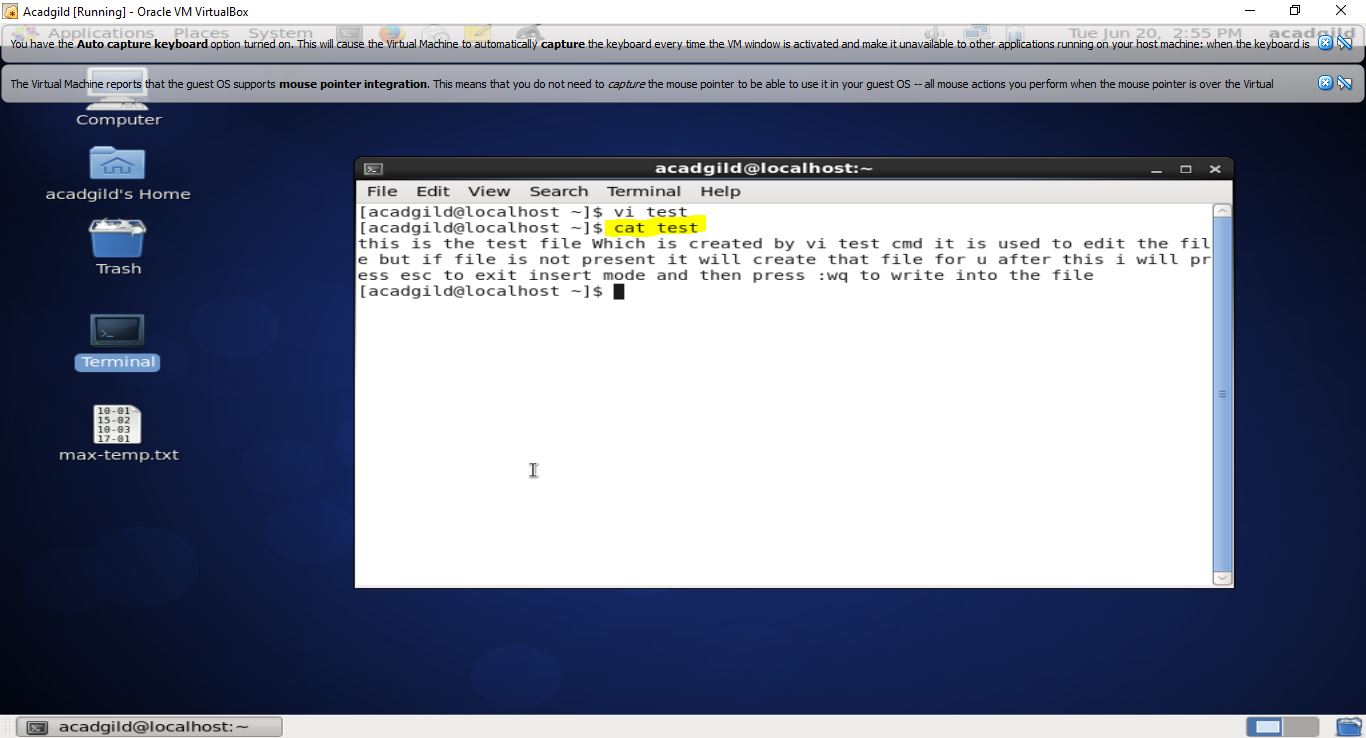 Acadgild [Running] - Oracle VM VirtualBox
Applications Places System Tue Jun 20, 2:55 PM acadgild
You have the Auto capture keyboard option turned on. This will cause the Virtual Machine to automatically capture the keyboard every time the VM window is activated and make it unavailable to other applications running on your host machine: when the keyboard is
The Virtual Machine reports that the guest OS supports mouse pointer integration. This means that you do not need to capture the mouse pointer to be able to use it in your guest OS -- all mouse actions you perform when the mouse pointer is over the Virtual
Computer
acadgild's Home
Trash
Terminal
10-01
15-02
10-03
17-01
max-temp.txt
acadgild@localhost:~
File Edit View Search Terminal Help
[acadgild@localhost ~]$ vi test
[acadgild@localhost ~]$ cat test
this is the test file Which is created by vi test cmd it is used to edit the fil
e but if file is not present it will create that file for u after this i will pr
ess esc to exit insert mode and then press :wq to write into the file
[acadgild@localhost ~]$
acadgild@localhost:~